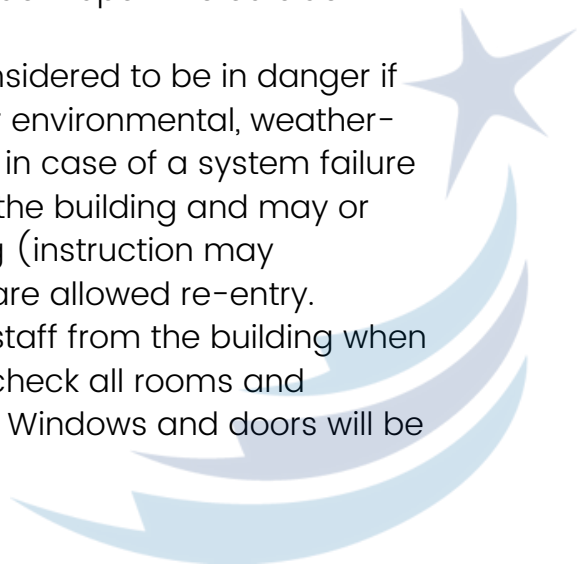 nsidered to be in danger if
environmental, weather-
in case of a system failure
the building and may or
(instruction may
are allowed re-entry.
staff from the building when
check all rooms and
Windows and doors will be